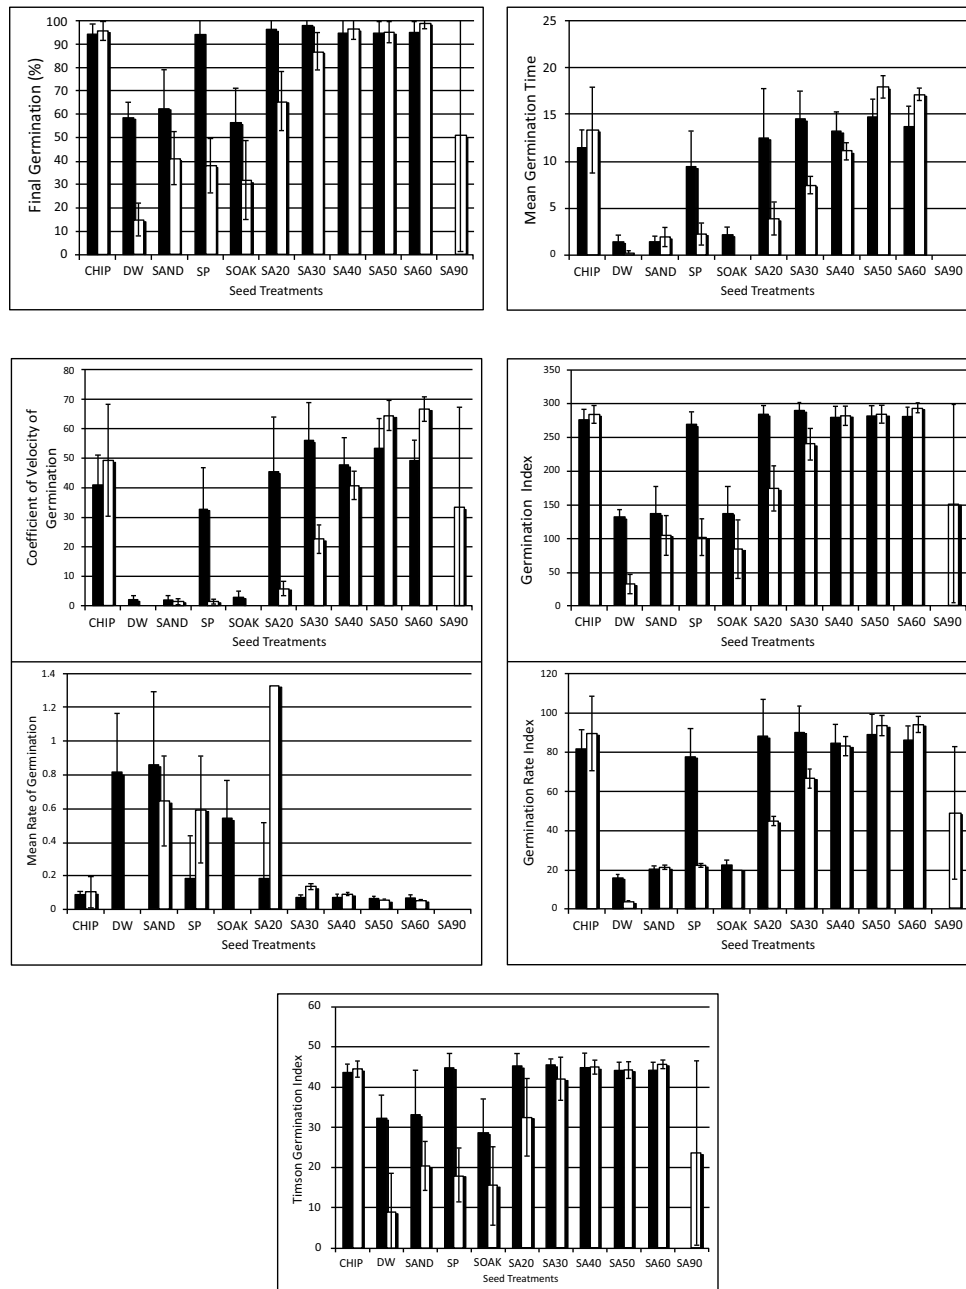 Final Germination (%)
100
90
80
70
60
50
40
30
20
10
0
CHIP DW SAND SP SOAK SA20 SA30 SA40 SA50 SA60 SA90
Seed Treatments
Mean Germination Time
25
20
15
10
5
0
CHIP DW SAND SP SOAK SA20 SA30 SA40 SA50 SA60 SA90
Seed Treatments
Coefficient of Velocity of
Germination
80
70
60
50
40
30
20
10
0
CHIP DW SAND SP SOAK SA20 SA30 SA40 SA50 SA60 SA90
Seed Treatments
Germination Index
350
300
250
200
150
100
50
0
CHIP DW SAND SP SOAK SA20 SA30 SA40 SA50 SA60 SA90
Seed Treatments
Mean Rate of Germination
1.4
1.2
1
0.8
0.6
0.4
0.2
0
CHIP DW SAND SP SOAK SA20 SA30 SA40 SA50 SA60 SA90
Seed Treatments
Germination Rate Index
120
100
80
60
40
20
0
CHIP DW SAND SP SOAK SA20 SA30 SA40 SA50 SA60 SA90
Seed Treatments
Timson Germination Index
60
50
40
30
20
10
0
CHIP DW SAND SP SOAK SA20 SA30 SA40 SA50 SA60 SA90
Seed Treatments